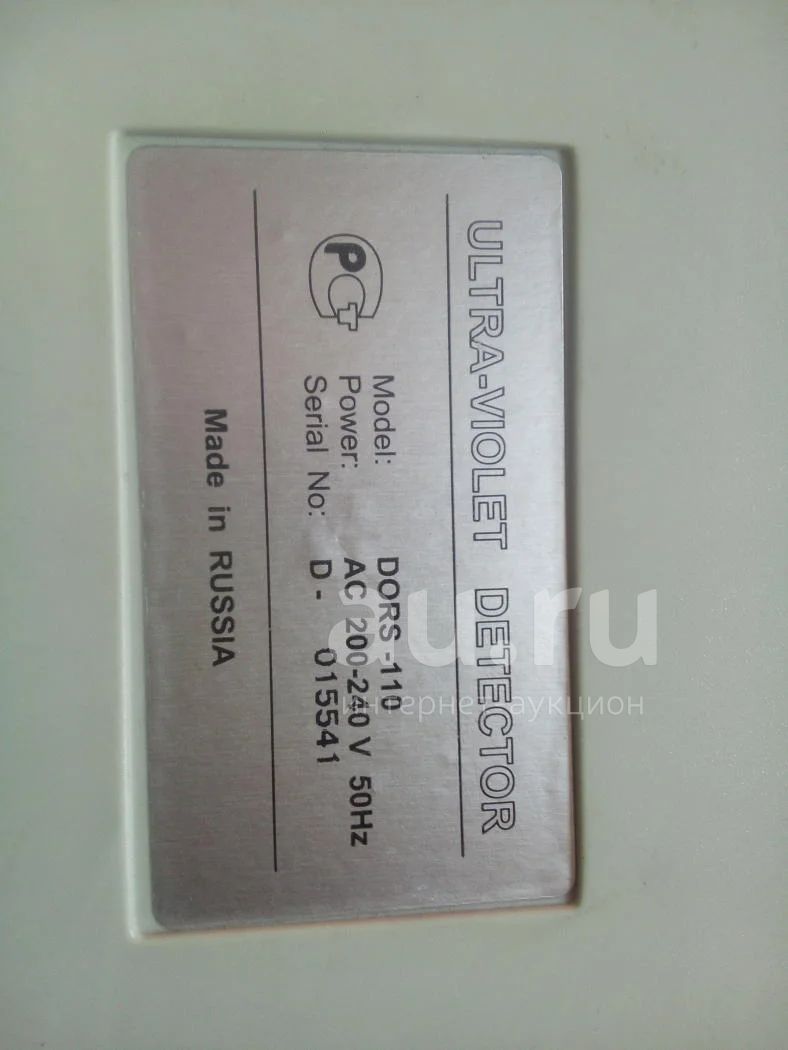 ULTRA-VIOLET DETECTOR
РСт
Model: DORS-110
Power: AC 200-240 V 50Hz
Serial No: D- 015541
Made in RUSSIA
au.ru
интернет-аукцион